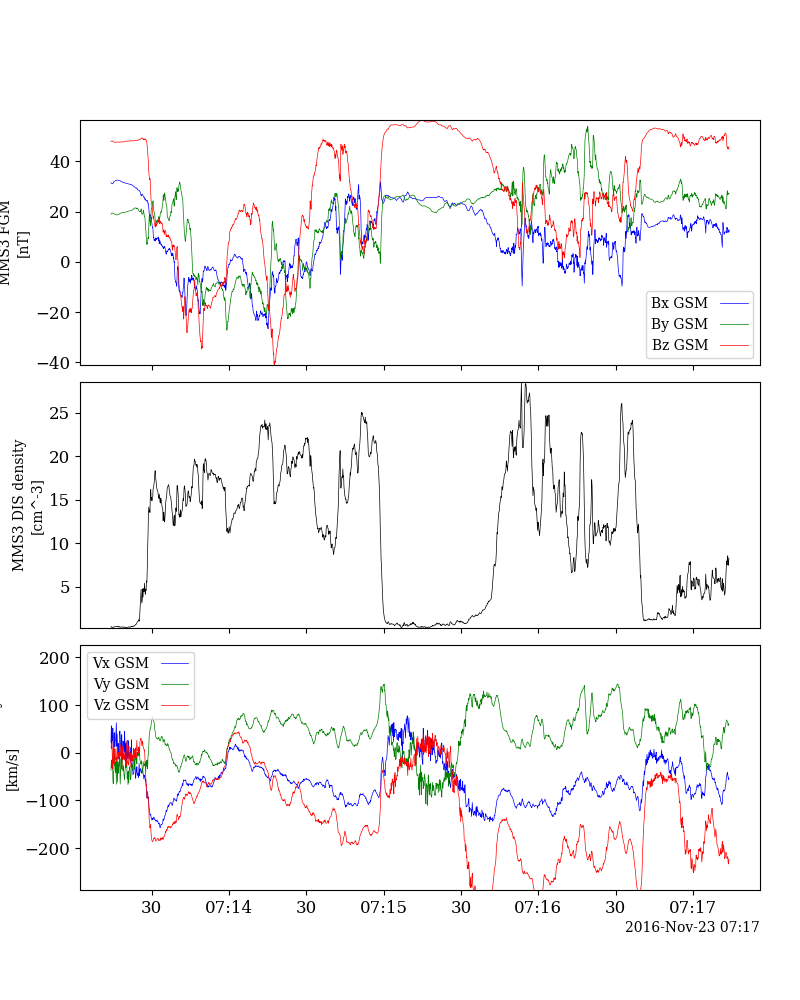 40
20
0
−20
−40
MMS3 FGM
[nT]
Bx GSM
By GSM
Bz GSM
25
20
15
10
5
MMS3 DIS density
[cm^-3]
200
100
0
−100
−200
[km/s]
Vx GSM
Vy GSM
Vz GSM
30 07:14 30 07:15 30 07:16 30 07:17
2016-Nov-23 07:17